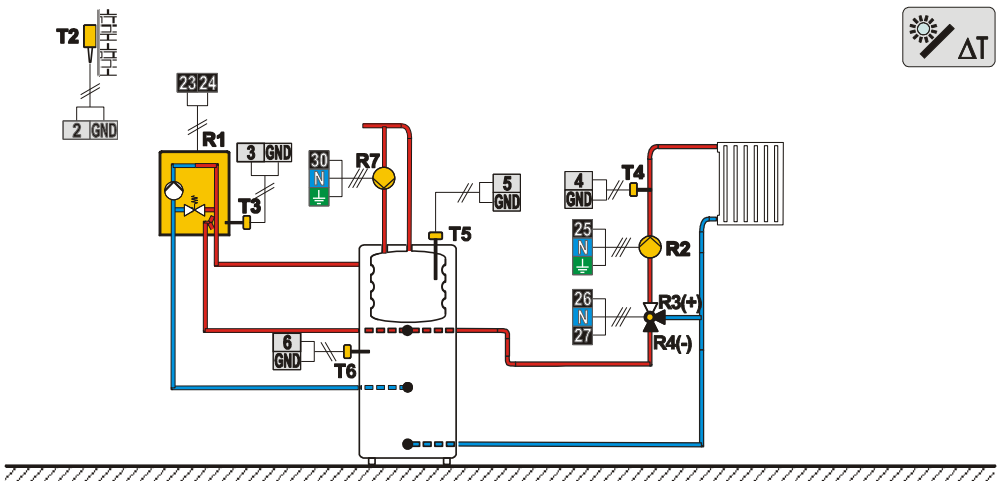 T2
2 GND
23 24
R1
3 GND
T3
30
N
R7
5
GND
T5
4
GND
T4
25
N
R2
26
N
27
R3(+)
R4(-)
6
GND
T6
ΔT